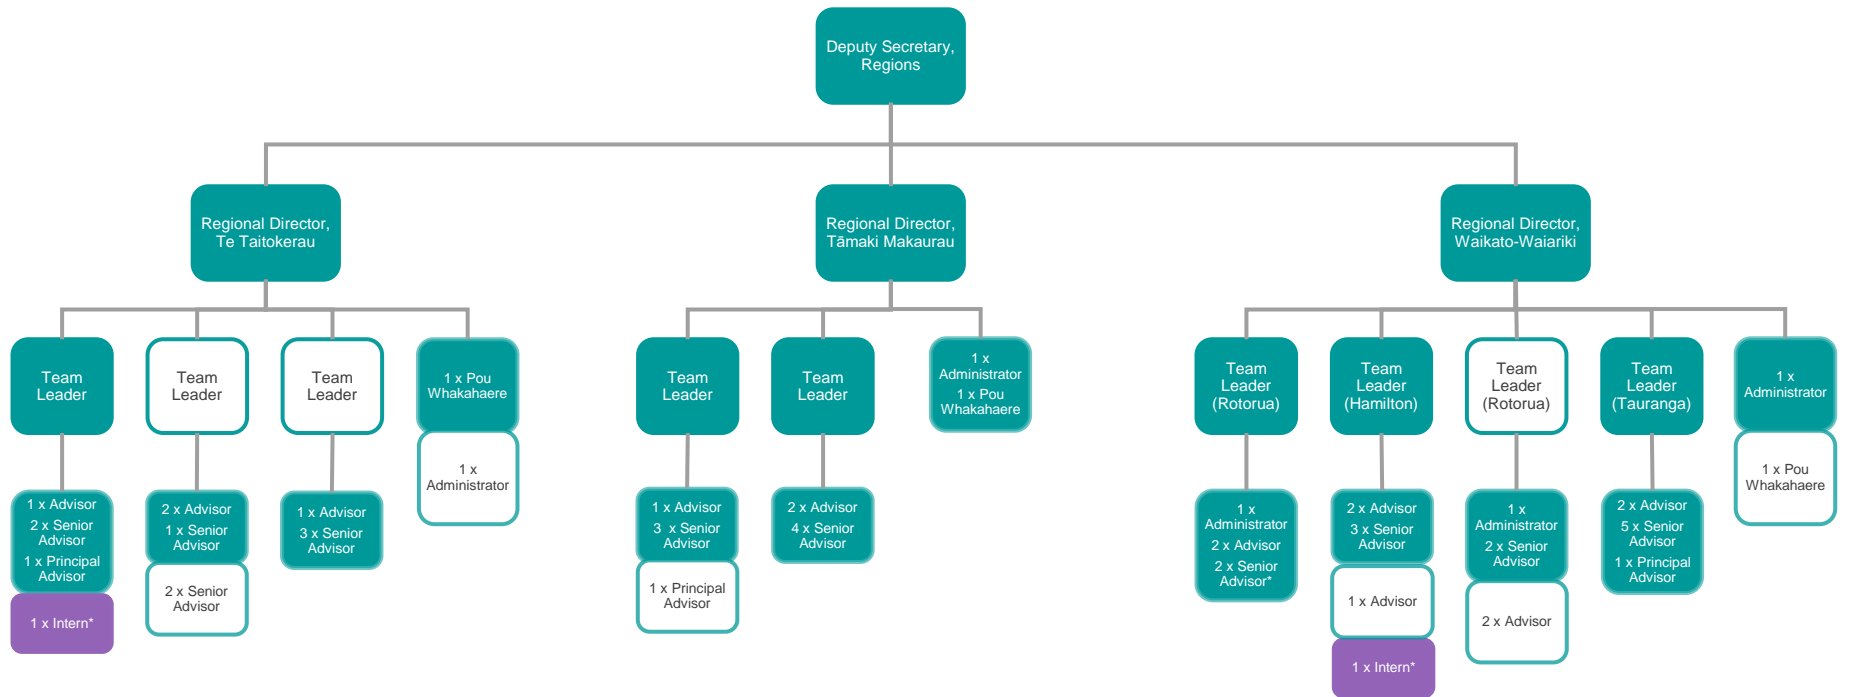 Deputy Secretary,
Regions
Regional Director,
Te Taitokerau
Regional Director,
Tāmaki Makaurau
Regional Director,
Waikato-Waiariki
Team
Leader
Team
Leader
Team
Leader
1 x Pou
Whakahaere
1 x
Administrator
Team
Leader
Team
Leader
1 x
Administrator
1 x Pou
Whakahaere
Team
Leader
(Rotorua)
Team
Leader
(Hamilton)
Team
Leader
(Rotorua)
Team
Leader
(Tauranga)
1 x
Administrator
1 x Pou
Whakahaere
1 x Advisor
2 x Senior
Advisor
1 x Principal
Advisor
1 x Intern*
2 x Advisor
1 x Senior
Advisor
2 x Senior
Advisor
1 x Advisor
3 x Senior
Advisor
1 x Advisor
3 x Senior
Advisor
1 x Principal
Advisor
2 x Advisor
4 x Senior
Advisor
1 x
Administrator
2 x Advisor
2 x Senior
Advisor*
2 x Advisor
3 x Senior
Advisor
1 x Advisor
1 x Intern*
1 x
Administrator
2 x Senior
Advisor
2 x Advisor
2 x Advisor
5 x Senior
Advisor
1 x Principal
Advisor